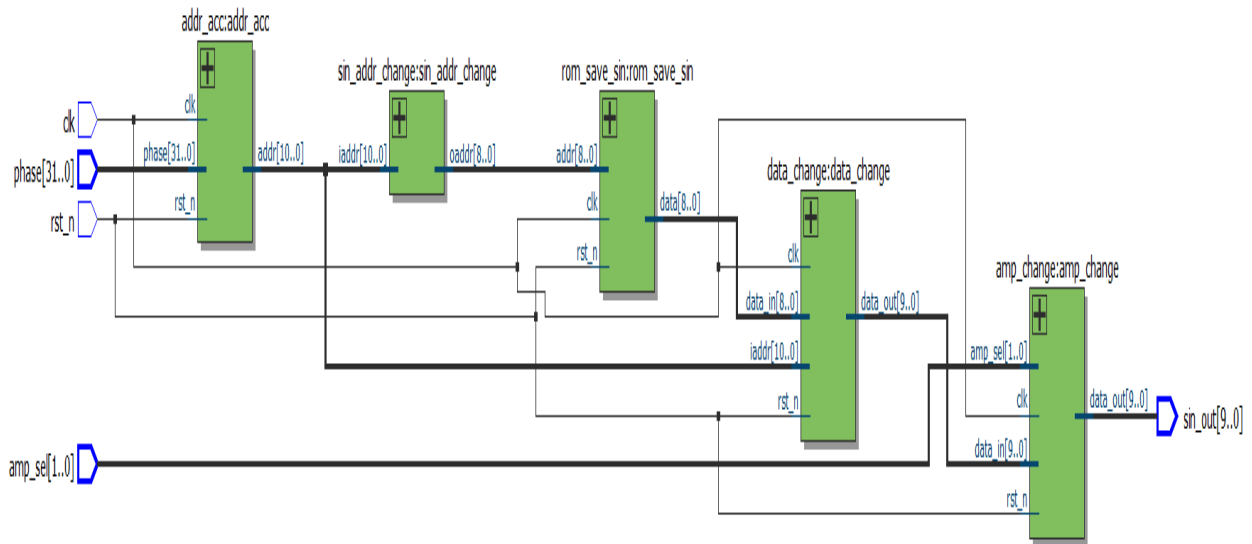 addr_acc:addr_acc
clk
phase[31..0]
rst_n
addr[10..0]
sin_addr_change:sin_addr_change
iaddr[10..0]
oaddr[8..0]
rom_save_sin:rom_save_sin
addr[8..0]
clk
rst_n
data[8..0]
data_change:data_change
clk
data_in[8..0]
iaddr[10..0]
rst_n
data_out[9..0]
amp_change:amp_change
amp_sel[1..0]
clk
data_in[9..0]
rst_n
data_out[9..0]
clk
phase[31..0]
rst_n
amp_sel[1..0]
sin_out[9..0]